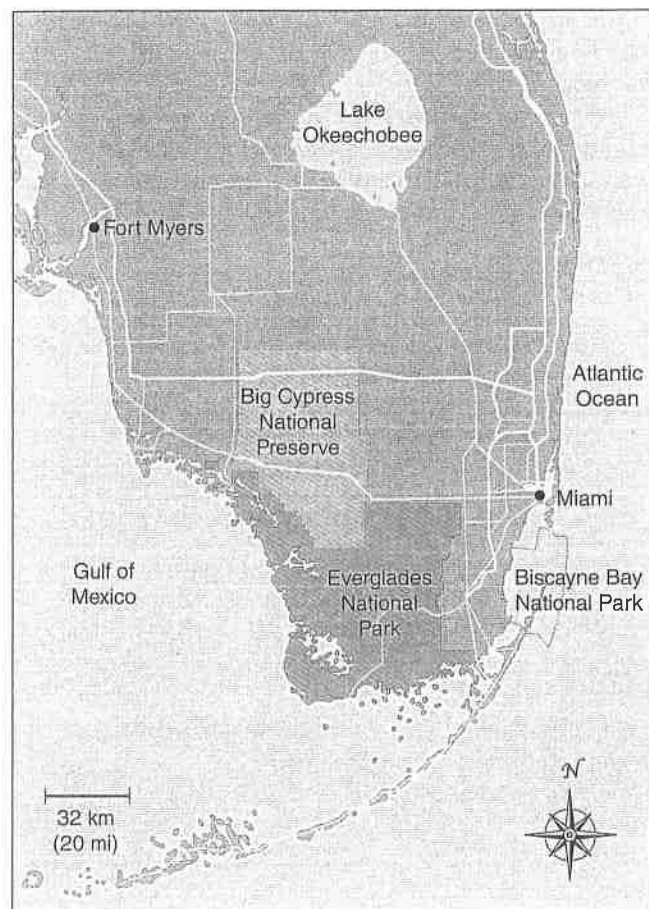 Lake
Okeechobee
Fort Myers
Atlantic
Ocean
Big Cypress
National
Preserve
Miami
Gulf of
Mexico
Everglades
National
Park
Biscayne Bay
National Park
N
32 km
(20 mi)